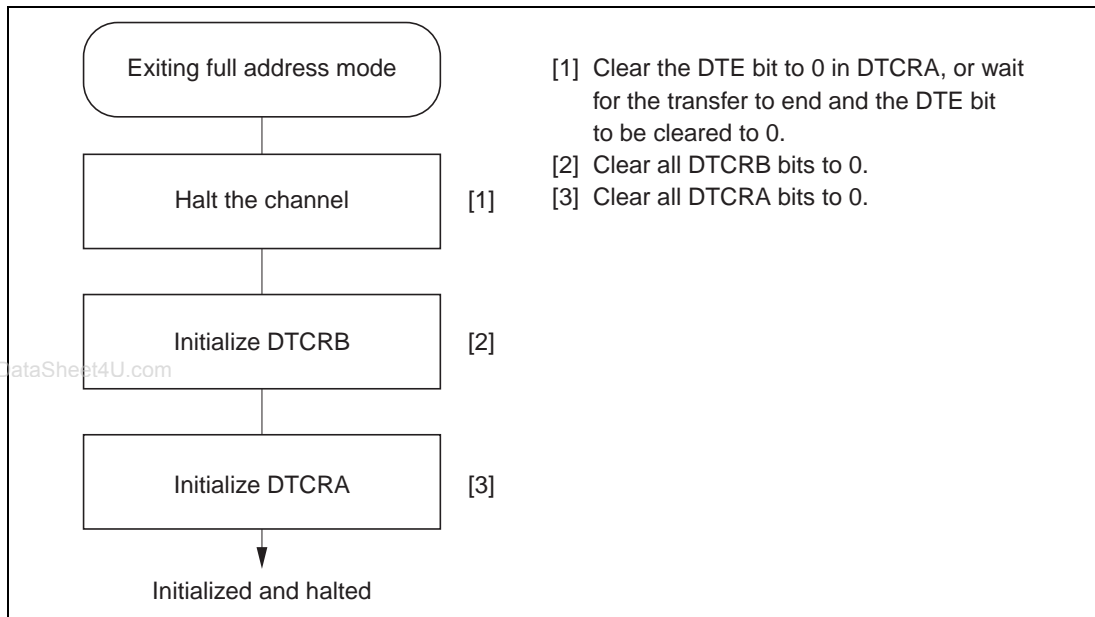 Exiting full address mode
[1] Clear the DTE bit to 0 in DTCRA, or wait
for the transfer to end and the DTE bit
to be cleared to 0.
[2] Clear all DTCRB bits to 0.
[3] Clear all DTCRA bits to 0.
Halt the channel [1]
Initialize DTCRB [2]
DataSheet4U.com
Initialize DTCRA [3]
Initialized and halted